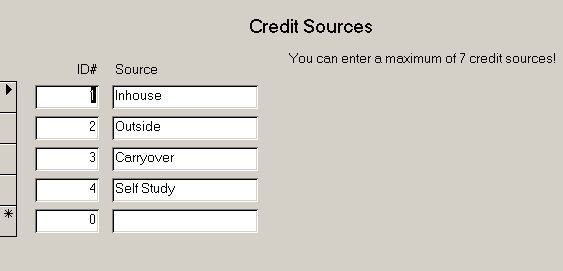 Credit Sources
You can enter a maximum of 7 credit sources!
ID# Source
1 Inhouse
2 Outside
3 Carryover
4 Self Study
* 0